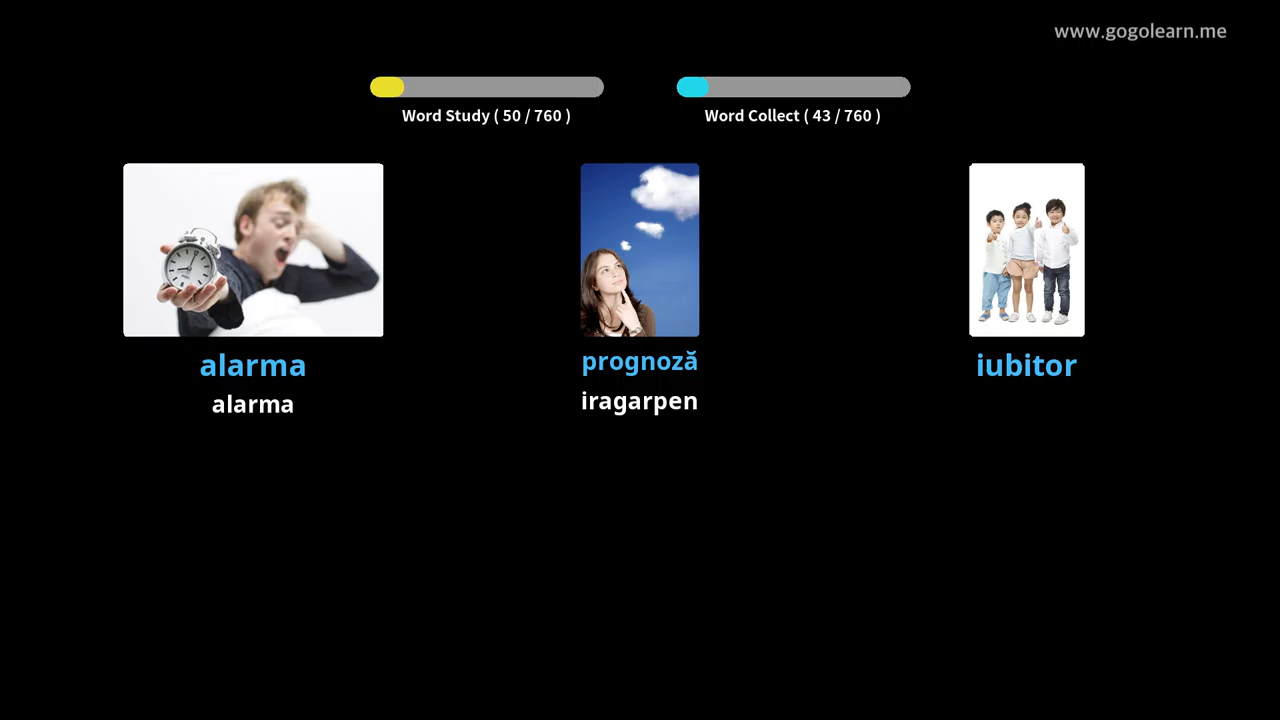 www.gogolearn.me
Word Study ( 50 / 760 )
Word Collect ( 43 / 760 )
alarma
alarma
prognoză
iragarpen
iubitor